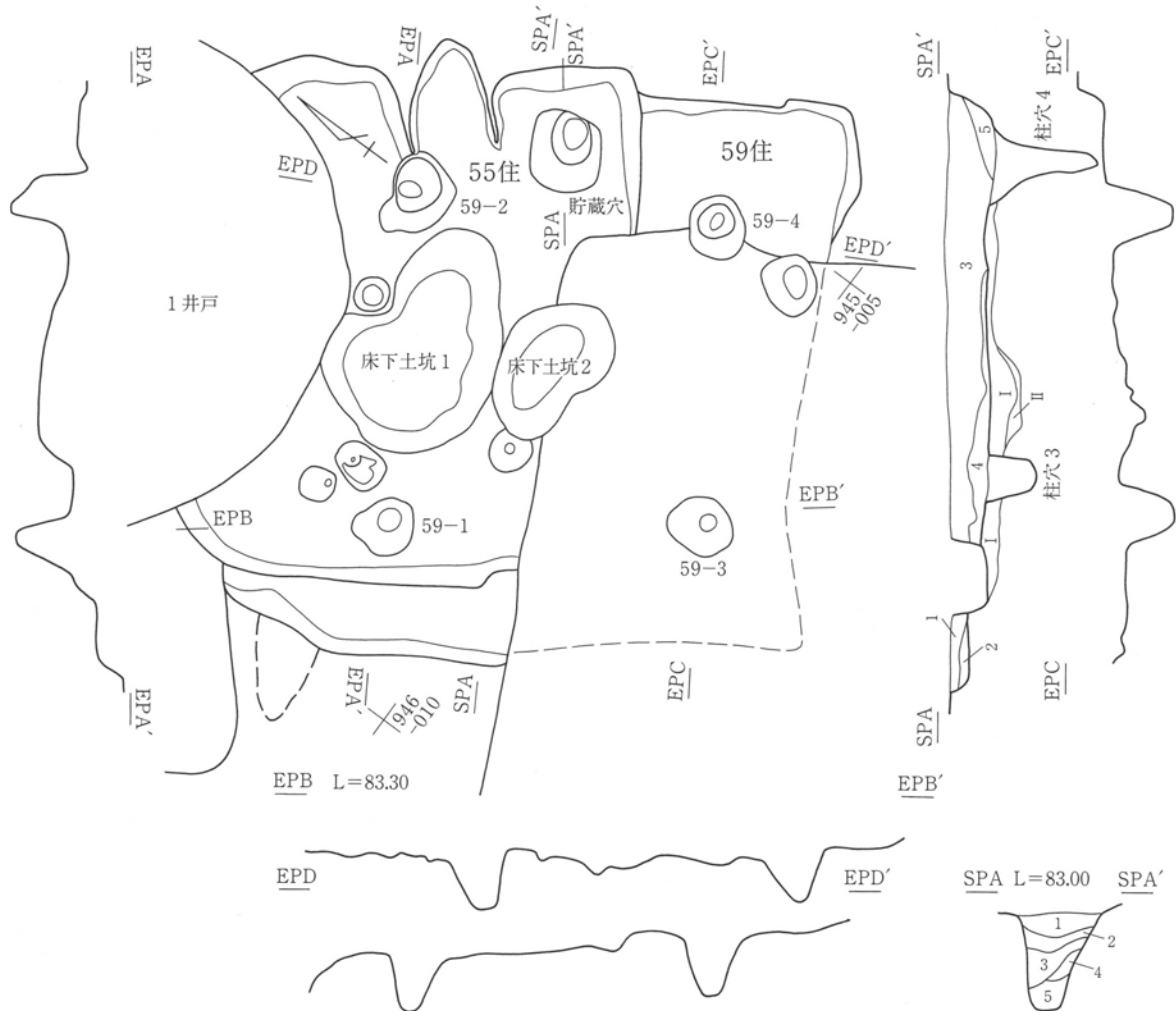 EPA
EPA
SPA´
SPA´
EPC´
SPA´
EPC´
EPD
55住
59住
柱穴 4
5
59-2
SPA
貯蔵穴
59-4
EPD´
945
-005
3
1 井戸
床下土坑 1
床下土坑 2
I
II
4
柱穴 3
EPB
59-1
59-3
EPB´
I
1
2
EPA´
EPA´
SPA
EPC
SPA
EPC
946
-010
EPB L=83.30
EPB´
EPD
EPD´
SPA L=83.00 SPA´
1
2
3
4
5